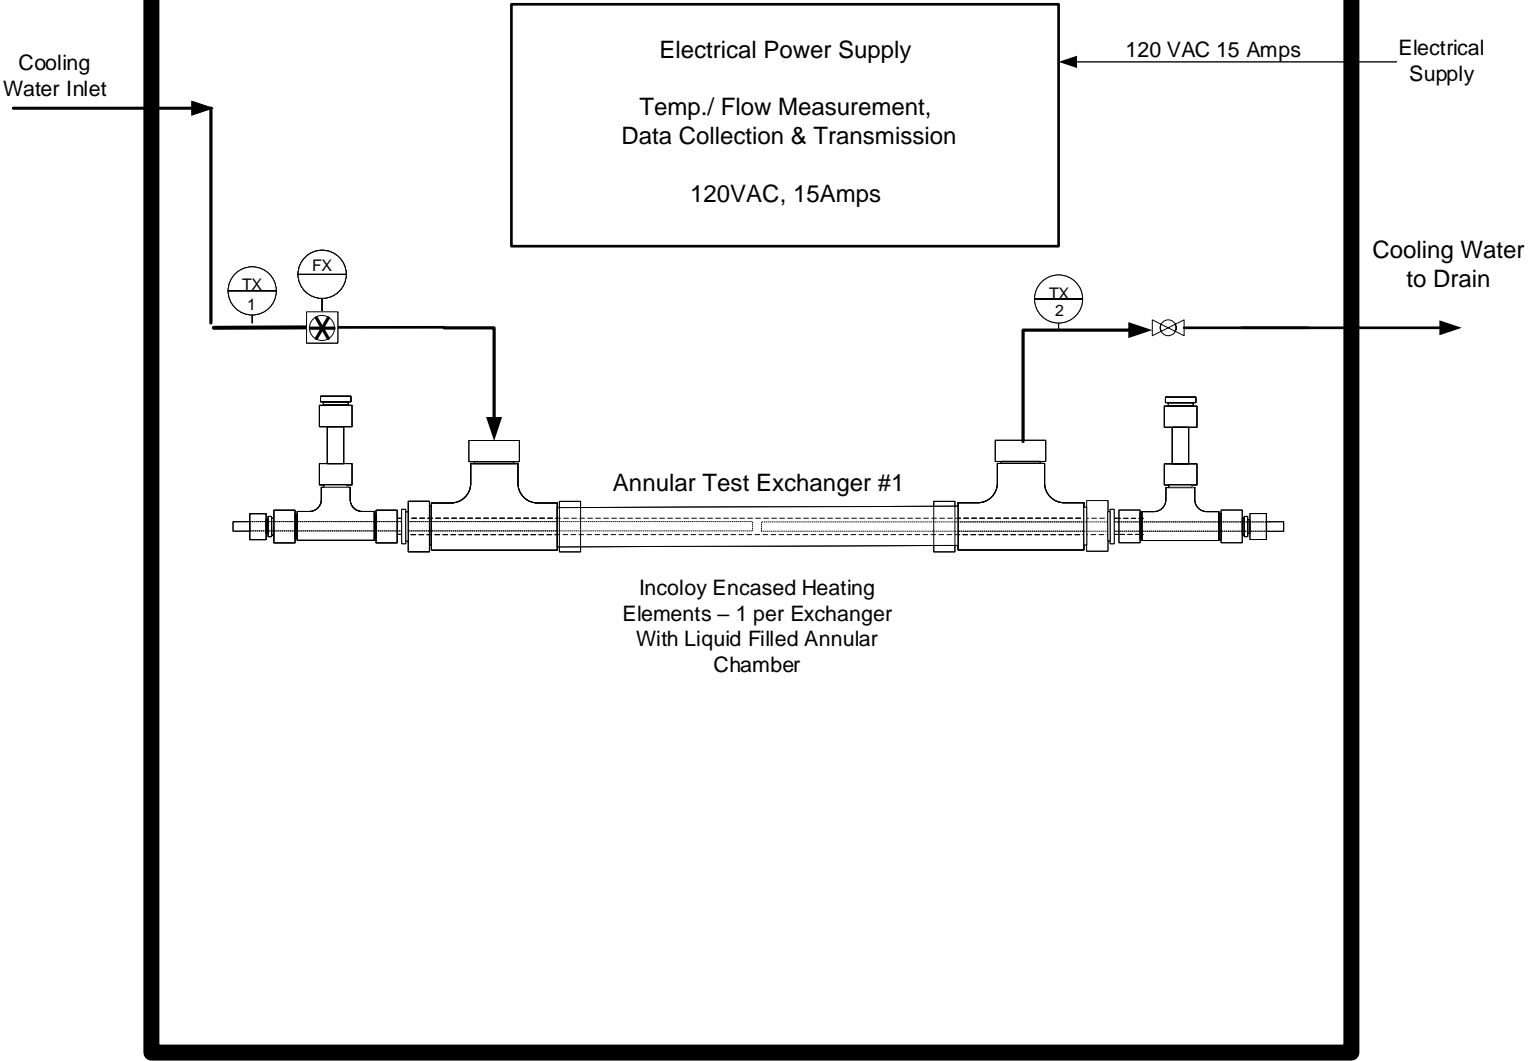 Cooling
Water Inlet
Electrical Power Supply
Temp./ Flow Measurement,
Data Collection & Transmission
120VAC, 15Amps
120 VAC 15 Amps
Electrical
Supply
Cooling Water
to Drain
TX
1
FX
TX
2
Annular Test Exchanger #1
Incoloy Encased Heating
Elements – 1 per Exchanger
With Liquid Filled Annular
Chamber